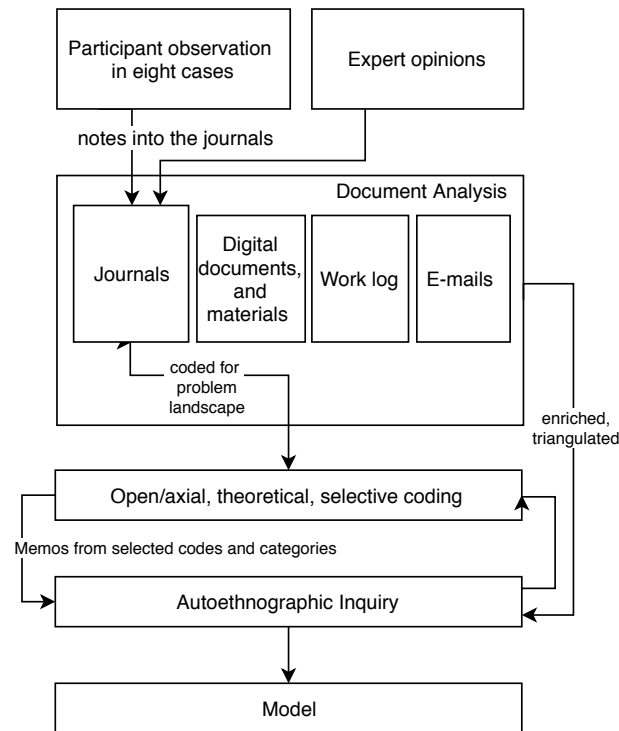 Participant observation
in eight cases
Expert opinions
notes into the journals
Document Analysis
Journals
Digital
documents,
and
materials
Work log
E-mails
coded for
problem
landscape
enriched,
triangulated
Open/axial, theoretical, selective coding
Memos from selected codes and categories
Autoethnographic Inquiry
Model